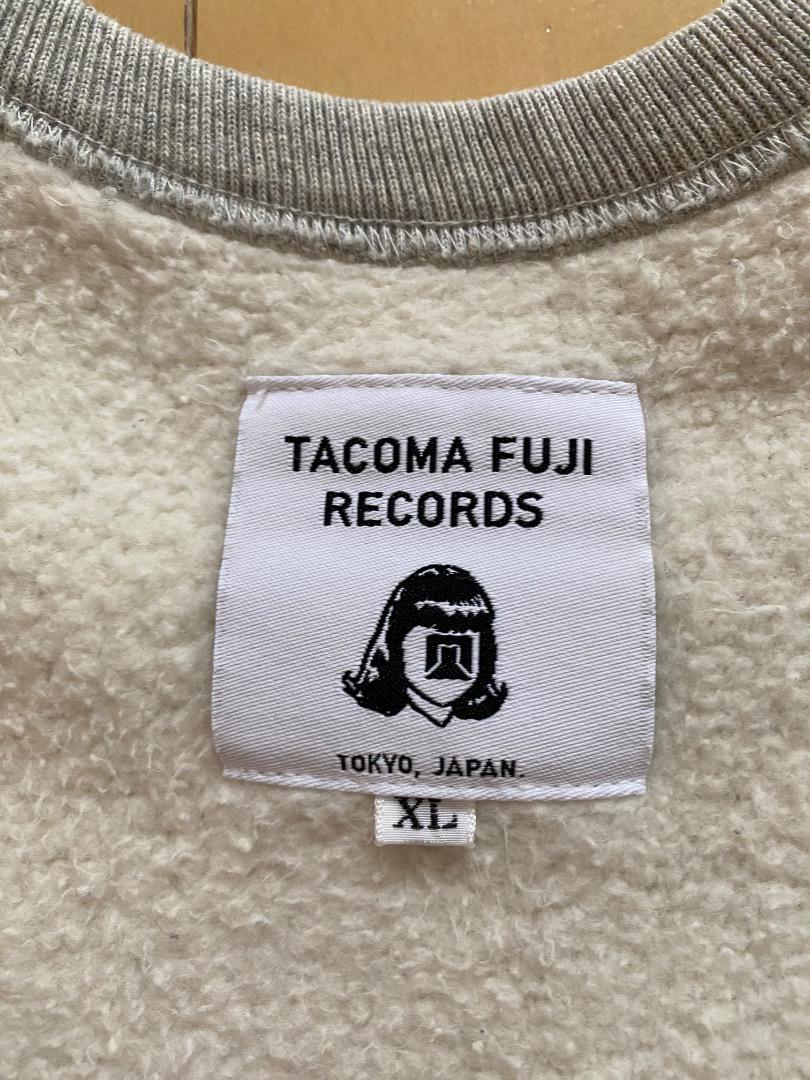 TACOMA FUJI
RECORDS
TOKYO, JAPAN.
XL